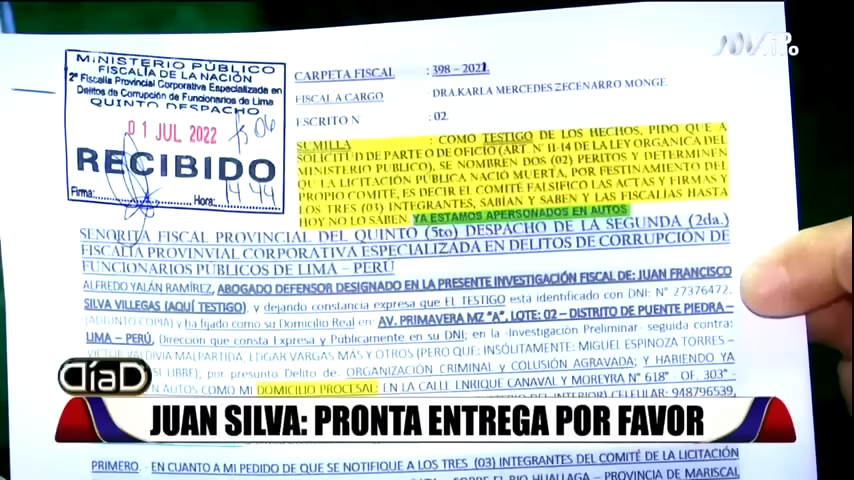 MINISTERIO PÚBLICO
FISCALÍA DE LA NACIÓN
2ª Fiscalía Provincial Corporativa Especializada en
Delitos de Corrupción de Funcionarios de Lima
QUINTO DESPACHO
01 JUL 2022
RECIBIDO
Firma: Hora: 14 44
CARPETA FISCAL : 398 – 2021.
FISCAL A CARGO : DRA.KARLA MERCEDES ZECENARRO MONGE.
ESCRITO N : 02.
SUMILLA : COMO TESTIGO DE LOS HECHOS, PIDO QUE A
SOLICITUD DE PARTE O DE OFICIO (ART. N° 11-14 DE LA LEY ORGANICA DEL
MINISTERIO PUBLICO), SE NOMBREN DOS (02) PERITOS Y DETERMINEN
QU LA LICITACIÓN PÚBLICA NACIÓ MUERTA, POR FESTINAMIENTO DEL
PROPIO COMITÉ, ES DECIR EL COMITÉ FALSIFICO LAS ACTAS Y FIRMAS Y
LOS TRES (03) INTEGRANTES, SABÍAN Y SABEN Y LAS FISCALÍAS HASTA
HOY NO LO SABEN. YA ESTAMOS APERSONADOS EN AUTOS
SEÑORITA FISCAL PROVINCIAL DEL QUINTO (5to) DESPACHO DE LA SEGUNDA (2da.)
FISCALÍA PROVINVIAL CORPORATIVA ESPECIALIZADA EN DELITOS DE CORRUPCIÓN DE
FUNCIONARIOS PÚBLICOS DE LIMA – PERÚ
ALFREDO YALÁN RAMÍREZ, ABOGADO DEFENSOR DESIGNADO EN LA PRESENTE INVESTIGACIÓN FISCAL DE: JUAN FRANCISCO
SILVA VILLEGAS (AQUÍ TESTIGO), y dejando constancia expresa que EL TESTIGO está identificado con DNI: N° 27376472.
(ADJUNTO COPIA) y ha fijado como su Domicilio Real en: AV. PRIMAVERA MZ "A", LOTE: 02 – DISTRITO DE PUENTE PIEDRA –
LIMA – PERÚ, Dirección que consta Expresa y Públicamente en su DNI; en la -Investigación Preliminar- seguida contra:
VICTOR VALDIVIA MALPARTIDA, EDGAR VARGAS MÁS Y OTROS (PERO QUE: INSÓLITAMENTE: MIGUEL ESPINOZA TORRES –
ASI LIBRE), por presunto Delito de: ORGANIZACIÓN CRIMINAL y COLUSIÓN AGRAVADA; y HABIENDO YA
EN AUTOS COMO MI DOMICILIO PROCESAL: EN LA CALLE ENRIQUE CANAVAL Y MOREYRA N° 618° - OF. 303 –
CELULAR: 948796539,
DíaD
JUAN SILVA: PRONTA ENTREGA POR FAVOR
PRIMERO. - EN CUANTO A MI PEDIDO DE QUE SE NOTIFIQUE A LOS TRES (03) INTEGRANTES DEL COMITÉ DE LA LICITACIÓN
SOBRE EL RIO HUALLAGA – PROVINCIA DE MARISCAL